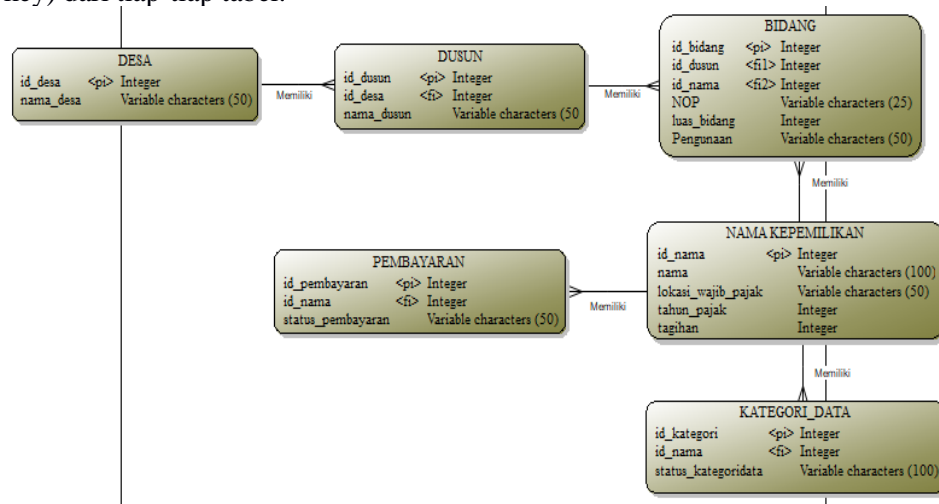 key) dari tiap-tiap tabel.
DESA
id_desa <pi> Integer
nama_desa Variable characters (50)
Memiliki
DUSUN
id_dusun <pi> Integer
id_desa <fi> Integer
nama_dusun Variable characters (50
Memiliki
BIDANG
id_bidang <pi> Integer
id_dusun <fi1> Integer
id_nama <fi2> Integer
NOP Variable characters (25)
luas_bidang Integer
Pengunaan Variable characters (50)
Memiliki
NAMA KEPEMILIKAN
id_nama <pi> Integer
nama Variable characters (100)
lokasi_wajib_pajak Variable characters (50)
tahun_pajak Integer
tagihan Integer
Memiliki
PEMBAYARAN
id_pembayaran <pi> Integer
id_nama <fi> Integer
status_pembayaran Variable characters (50)
Memiliki
KATEGORI_DATA
id_kategori <pi> Integer
id_nama <fi> Integer
status_kategoridata Variable characters (100)